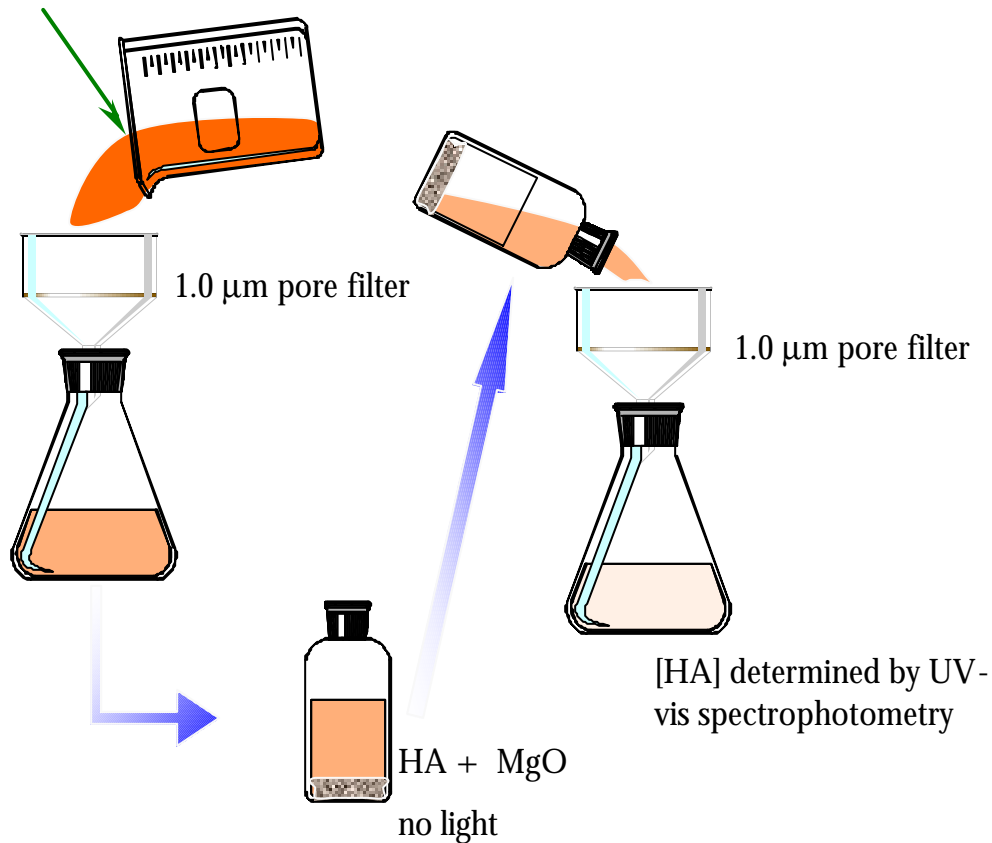 1.0 μm pore filter
1.0 μm pore filter
[HA] determined by UV-
vis spectrophotometry
HA + MgO
no light